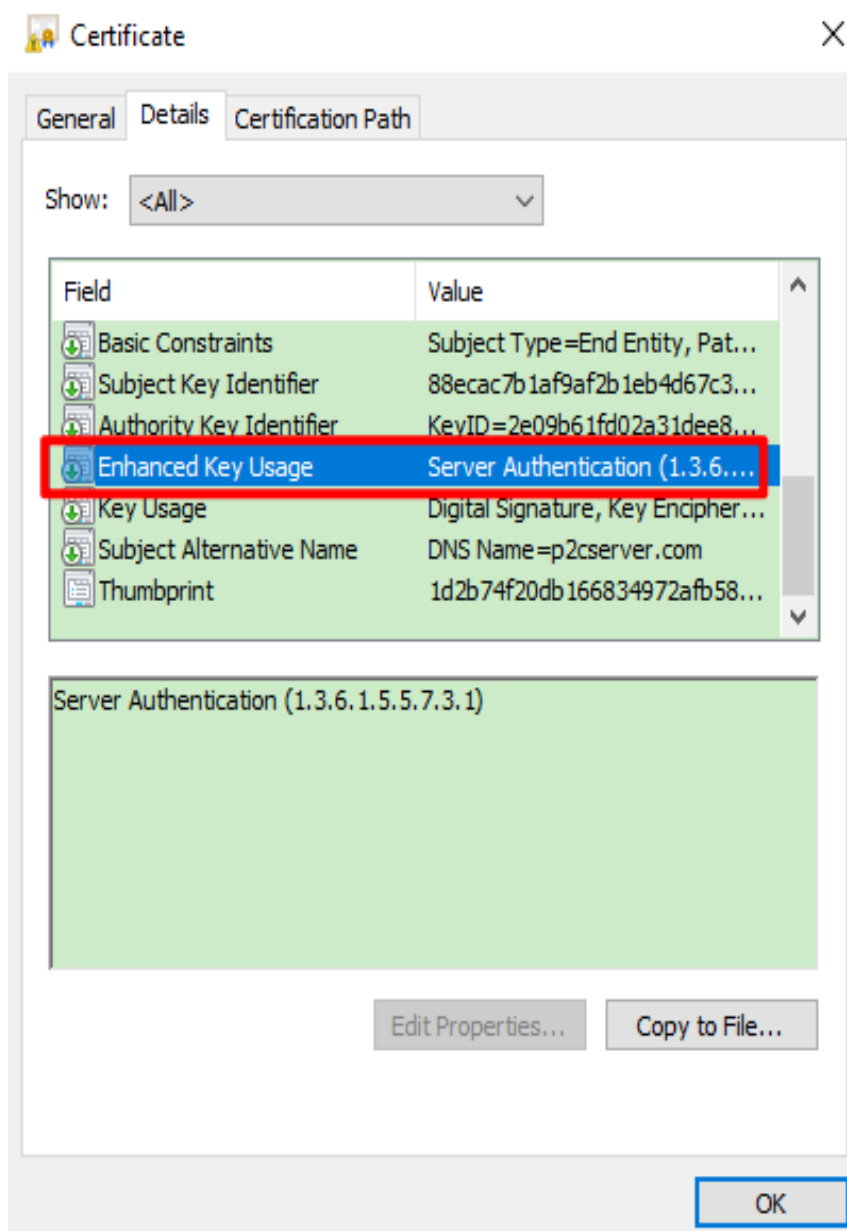 Certificate
General Details Certification Path
Show: <All>
Field Value
Basic Constraints Subject Type=End Entity, Pat...
Subject Key Identifier 88ecac7b1af9af2b1eb4d67c3...
Authority Key Identifier KeyID=2e09b61fd02a31dee8...
Enhanced Key Usage Server Authentication (1.3.6....
Key Usage Digital Signature, Key Encipher...
Subject Alternative Name DNS Name=p2cserver.com
Thumbprint 1d2b74f20db166834972afb58...
Server Authentication (1.3.6.1.5.5.7.3.1)
Edit Properties... Copy to File...
OK